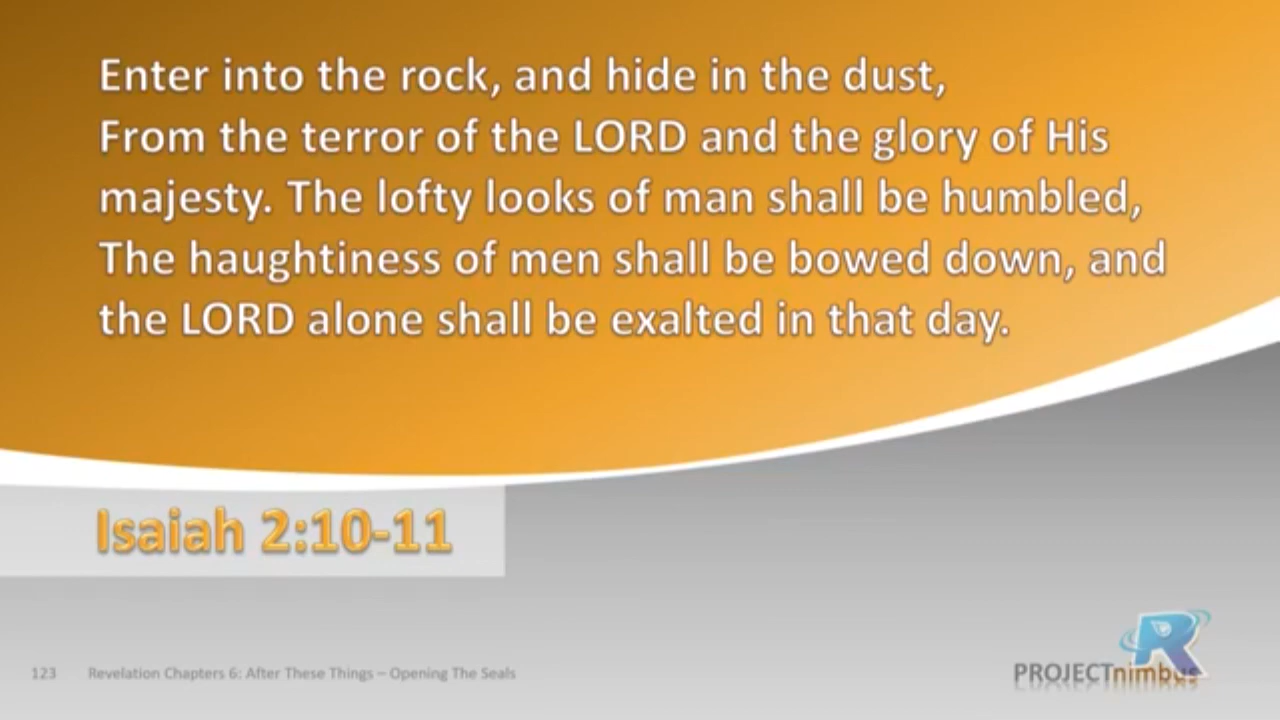 Enter into the rock, and hide in the dust,
From the terror of the LORD and the glory of His
majesty. The lofty looks of man shall be humbled,
The haughtiness of men shall be bowed down, and
the LORD alone shall be exalted in that day.
Isaiah 2:10-11
123 Revelation Chapters 6: After These Things – Opening The Seals
R
PROJECTnimbus